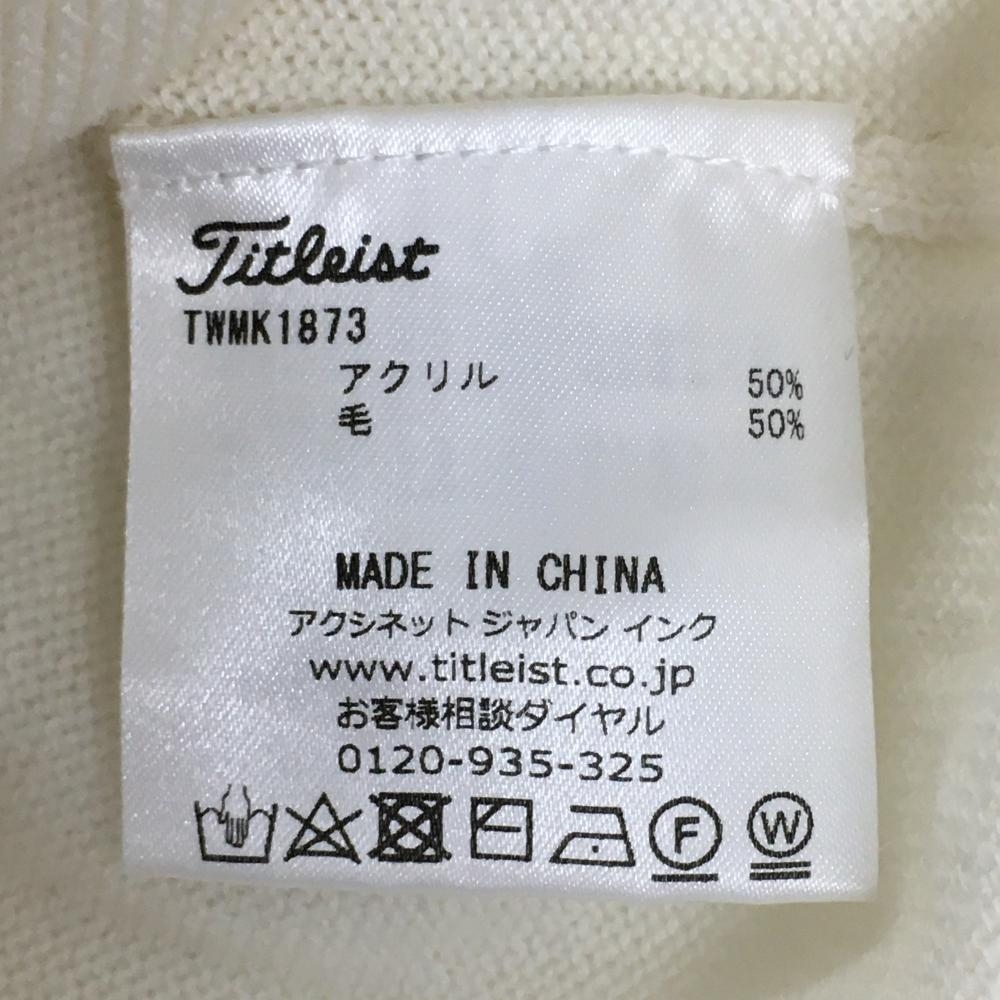 Titleist
TWMK1873
アクリル 50%
毛 50%
MADE IN CHINA
アクシネット ジャパン インク
www.titleist.co.jp
お客様相談ダイヤル
0120-935-325
F W